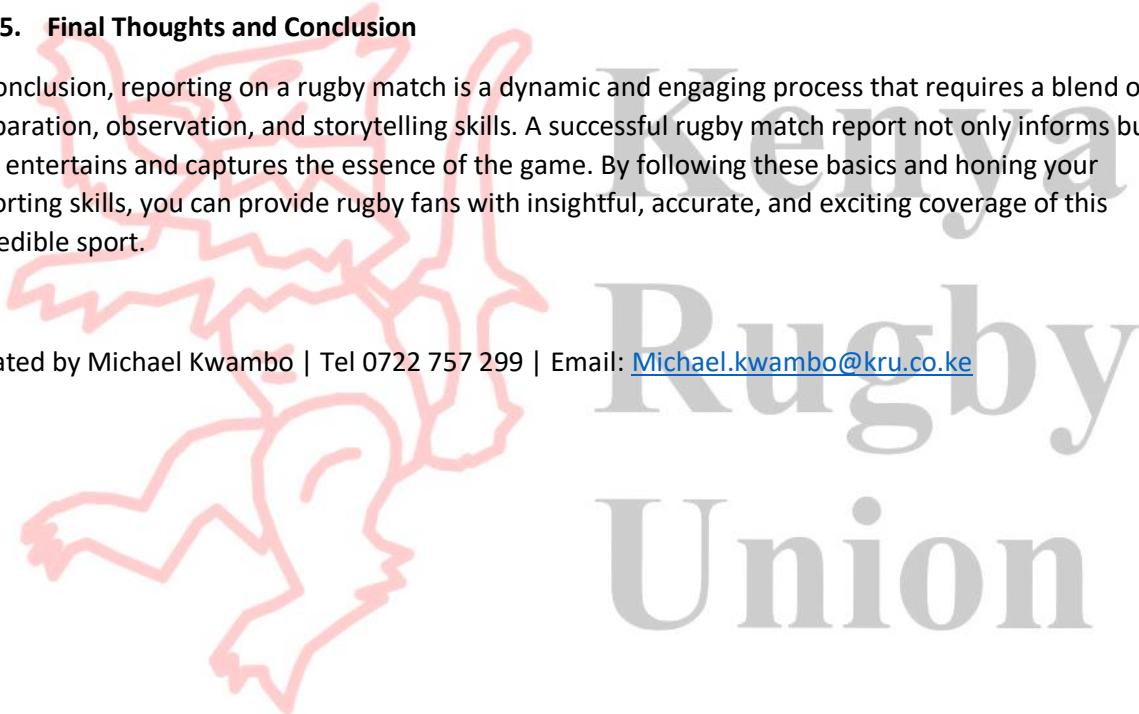 5. Final Thoughts and Conclusion
onclusion, reporting on a rugby match is a dynamic and engaging process that requires a blend o
paration, observation, and storytelling skills. A successful rugby match report not only informs bu
entertains and captures the essence of the game. By following these basics and honing your
orting skills, you can provide rugby fans with insightful, accurate, and exciting coverage of this
edible sport.
ated by Michael Kwambo | Tel 0722 757 299 | Email: Michael.kwambo@kru.co.ke
Kenya
Rugby
Union